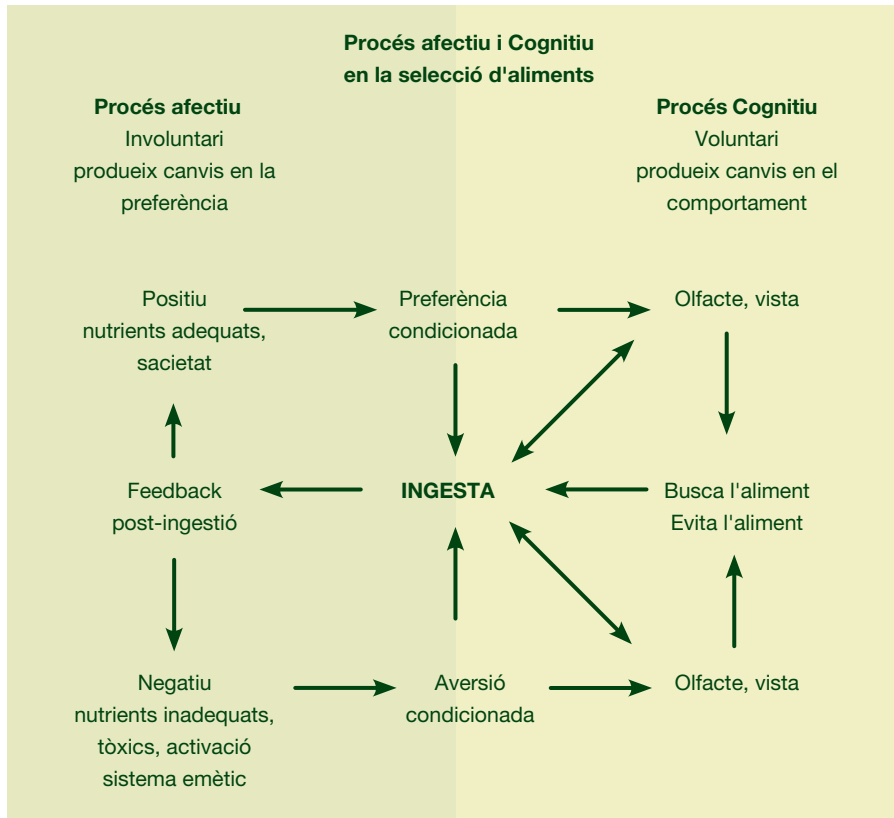 Procés afectiu i Cognitiu
en la selecció d'aliments
Procés afectiu
Involuntari
produeix canvis en la
preferència
Procés Cognitiu
Voluntari
produeix canvis en el
comportament
Positiu
nutrients adequats,
sacietat
Preferència
condicionada
Olfacte, vista
Feedback
post-ingestió
INGESTA
Busca l'aliment
Evita l'aliment
Negatiu
nutrients inadequats,
tòxics, activació
sistema emètic
Aversió
condicionada
Olfacte, vista